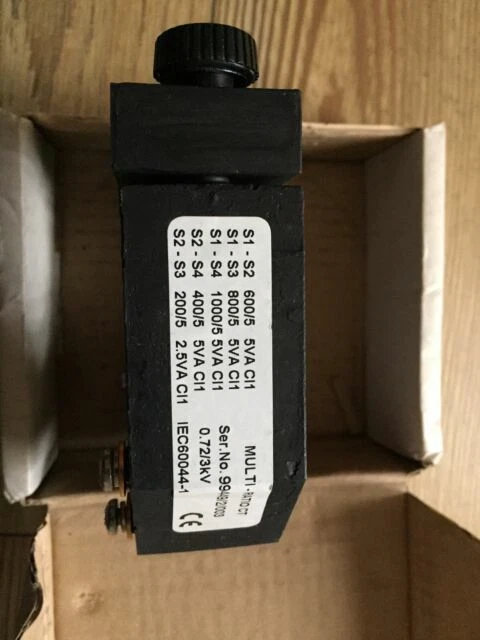 S1 - S2 600/5 5VA Cl1
S1 - S3 800/5 5VA Cl1
S1 - S4 1000/5 5VA Cl1
S2 - S4 400/5 5VA Cl1
S2 - S3 200/5 2.5VA Cl1
MULTI - RATIO CT
Ser.No.
0.72/3kV
IEC60044-1
CE